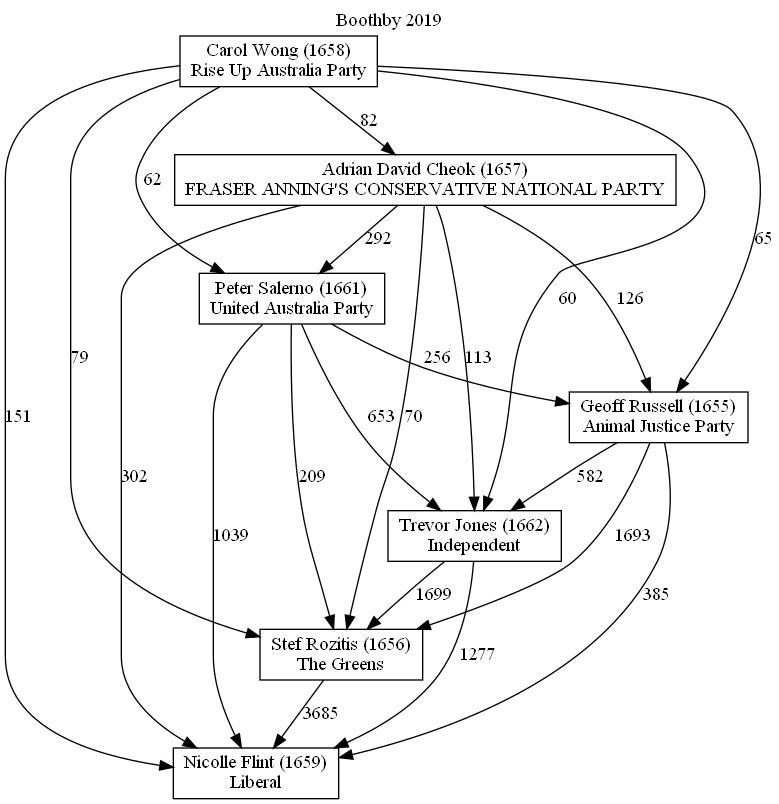 Boothby 2019
Carol Wong (1658)
Rise Up Australia Party
82
Adrian David Cheok (1657)
FRASER ANNING'S CONSERVATIVE NATIONAL PARTY
62
292
65
Peter Salerno (1661)
United Australia Party
60
126
79
256
113
Geoff Russell (1655)
Animal Justice Party
151
653
70
302
209
582
Trevor Jones (1662)
Independent
1039
1693
1699
385
Stef Rozitis (1656)
The Greens
1277
3685
Nicolle Flint (1659)
Liberal